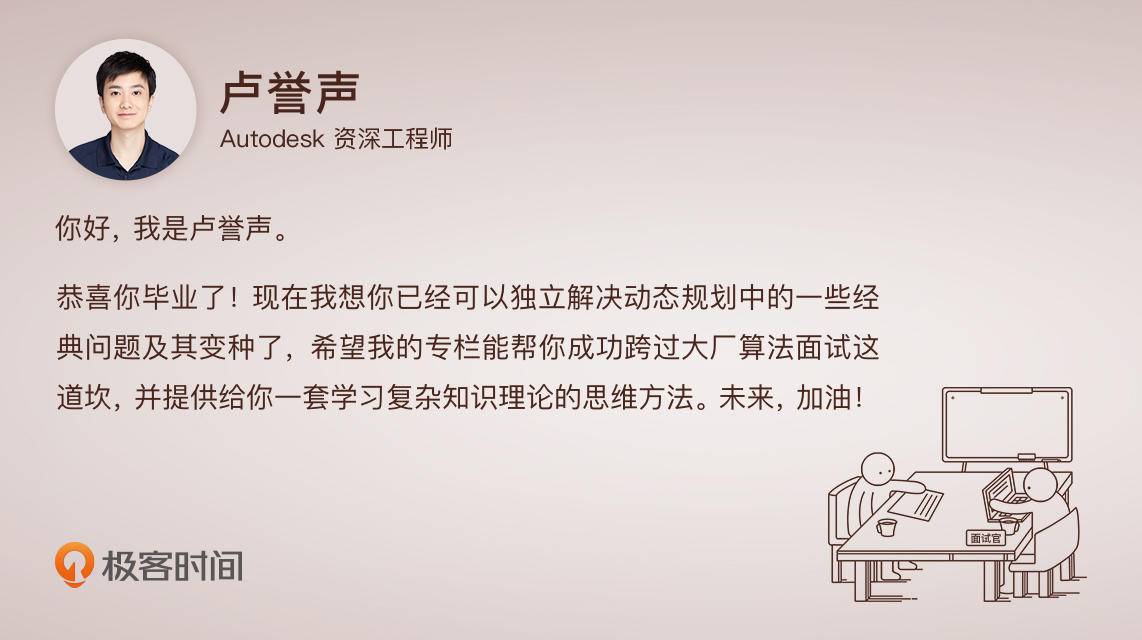 卢誉声
Autodesk 资深工程师
你好，我是卢誉声。
恭喜你毕业了！现在我想你已经可以独立解决动态规划中的一些经
典问题及其变种了，希望我的专栏能帮你成功跨过大厂算法面试这
道坎，并提供给你一套学习复杂知识理论的思维方法。未来，加油！
面试官
极客时间